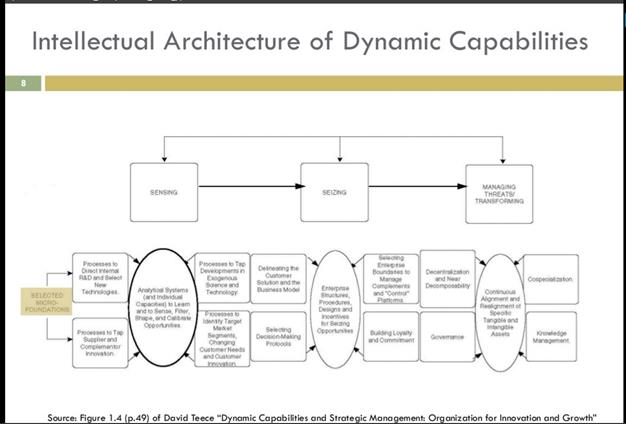 Intellectual Architecture of Dynamic Capabilities
8
SENSING
SEIZING
MANAGING
THREATS/
TRANSFORMING
SELECTED
MICRO-
FOUNDATIONS
Processes to
Direct Internal
R&D and Select
New
Technologies.
Processes to Tap
Supplier and
Complementor
Innovation.
Analytical Systems
(and Individual
Capacities) to Learn
and to Sense, Filter,
Shape, and Calibrate
Opportunities.
Processes to Tap
Developments in
Exogenous
Science and
Technology.
Processes to
Identify Target
Market
Segments,
Changing
Customer Needs
and Customer
Innovation.
Delineating the
Customer
Solution and the
Business Model
Selecting
Decision-Making
Protocols
Enterprise
Structures,
Procedures,
Designs and
Incentives
for Seizing
Opportunities
Selecting
Enterprise
Boundaries to
Manage
Complements
and "Control"
Platforms.
Building Loyalty
and Commitment
Decentralization
and Near
Decomposability
Governance
Continuous
Alignment and
Realignment of
Specific
Tangible and
Intangible
Assets
Cospecialization.
Knowledge
Management.
Source: Figure 1.4 (p.49) of David Teece "Dynamic Capabilities and Strategic Management: Organization for Innovation and Growth"